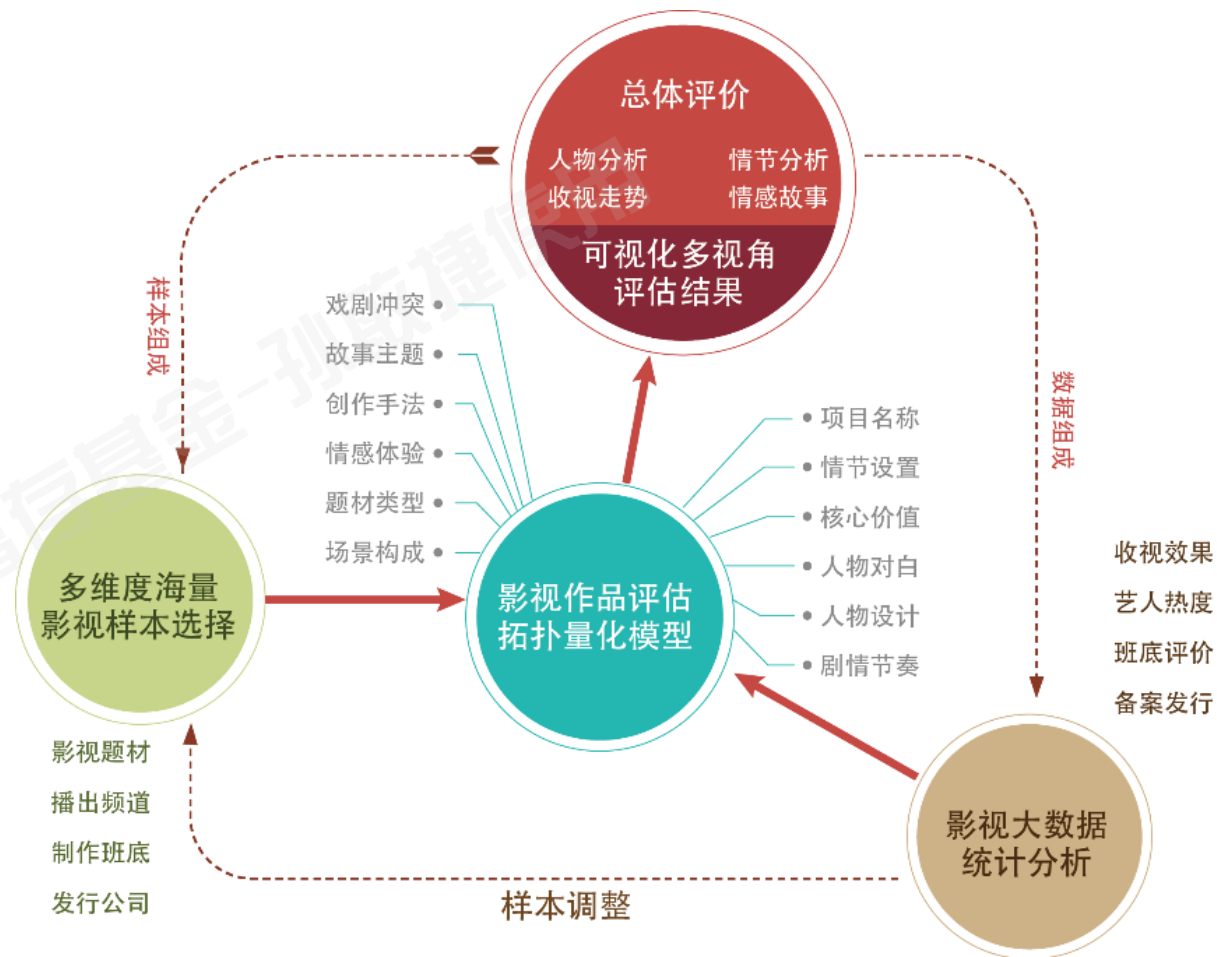 总体评价
人物分析
情节分析
收视走势
情感故事
可视化多视角
评估结果
样本组成
数据组成
戏剧冲突
故事主题
创作手法
情感体验
题材类型
场景构成
项目名称
情节设置
核心价值
人物对白
人物设计
剧情节奏
多维度海量
影视样本选择
影视作品评估
拓扑量化模型
收视效果
艺人热度
班底评价
备案发行
影视题材
播出频道
制作班底
发行公司
影视大数据
统计分析
样本调整